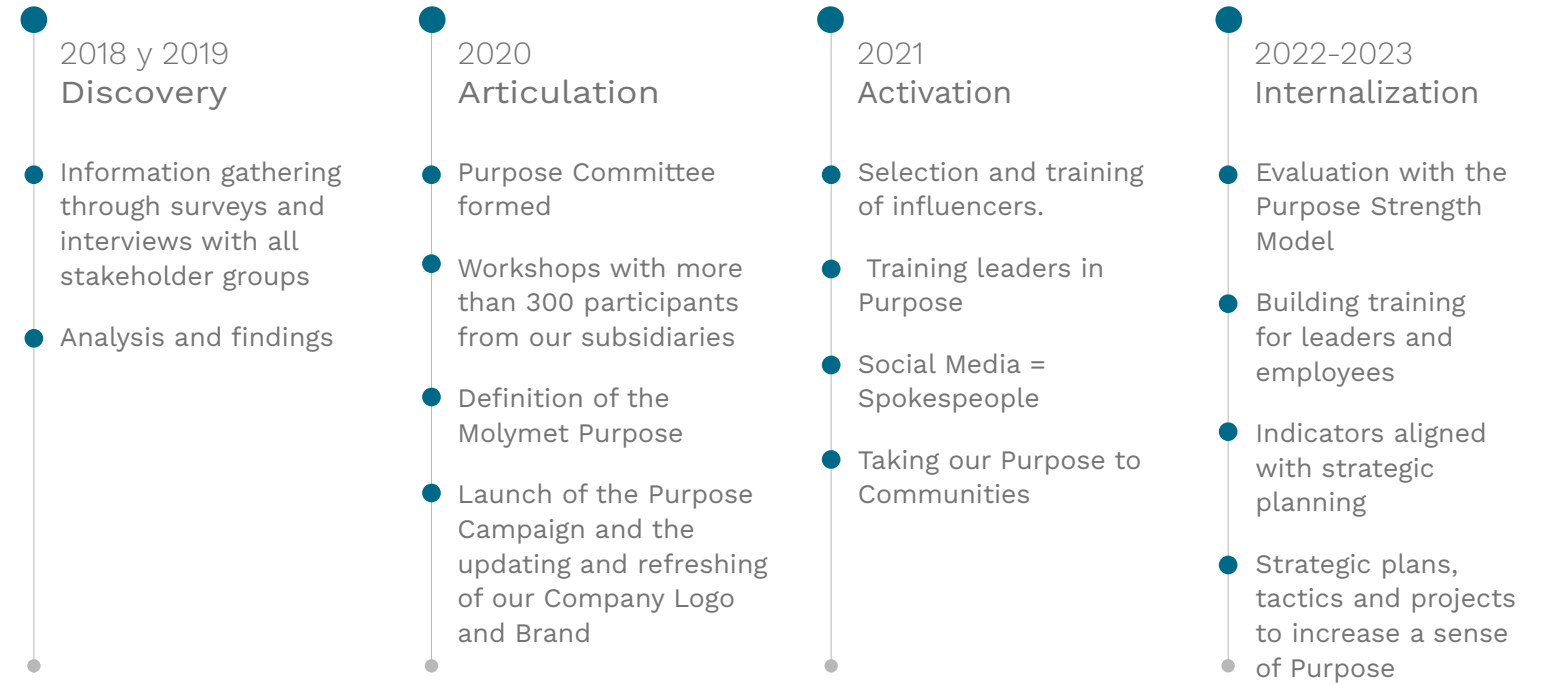 2018 y 2019
Discovery
Information gathering
through surveys and
interviews with all
stakeholder groups
Analysis and findings
2020
Articulation
Purpose Committee
formed
Workshops with more
than 300 participants
from our subsidiaries
Definition of the
Molymet Purpose
Launch of the Purpose
Campaign and the
updating and refreshing
of our Company Logo
and Brand
2021
Activation
Selection and training
of influencers.
Training leaders in
Purpose
Social Media =
Spokespeople
Taking our Purpose to
Communities
2022-2023
Internalization
Evaluation with the
Purpose Strength
Model
Building training
for leaders and
employees
Indicators aligned
with strategic
planning
Strategic plans,
tactics and projects
to increase a sense
of Purpose